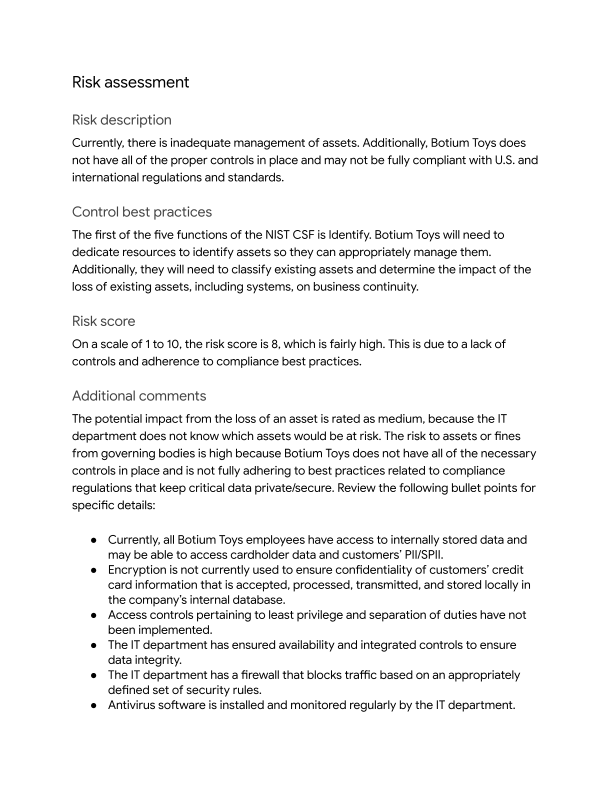 Risk assessment
Risk description
Currently, there is inadequate management of assets. Additionally, Botium Toys does
not have all of the proper controls in place and may not be fully compliant with U.S. and
international regulations and standards.
Control best practices
The first of the five functions of the NIST CSF is Identify. Botium Toys will need to
dedicate resources to identify assets so they can appropriately manage them.
Additionally, they will need to classify existing assets and determine the impact of the
loss of existing assets, including systems, on business continuity.
Risk score
On a scale of 1 to 10, the risk score is 8, which is fairly high. This is due to a lack of
controls and adherence to compliance best practices.
Additional comments
The potential impact from the loss of an asset is rated as medium, because the IT
department does not know which assets would be at risk. The risk to assets or fines
from governing bodies is high because Botium Toys does not have all of the necessary
controls in place and is not fully adhering to best practices related to compliance
regulations that keep critical data private/secure. Review the following bullet points for
specific details:
● Currently, all Botium Toys employees have access to internally stored data and
may be able to access cardholder data and customers’ PII/SPII.
● Encryption is not currently used to ensure confidentiality of customers’ credit
card information that is accepted, processed, transmitted, and stored locally in
the company’s internal database.
● Access controls pertaining to least privilege and separation of duties have not
been implemented.
● The IT department has ensured availability and integrated controls to ensure
data integrity.
● The IT department has a firewall that blocks traffic based on an appropriately
defined set of security rules.
● Antivirus software is installed and monitored regularly by the IT department.